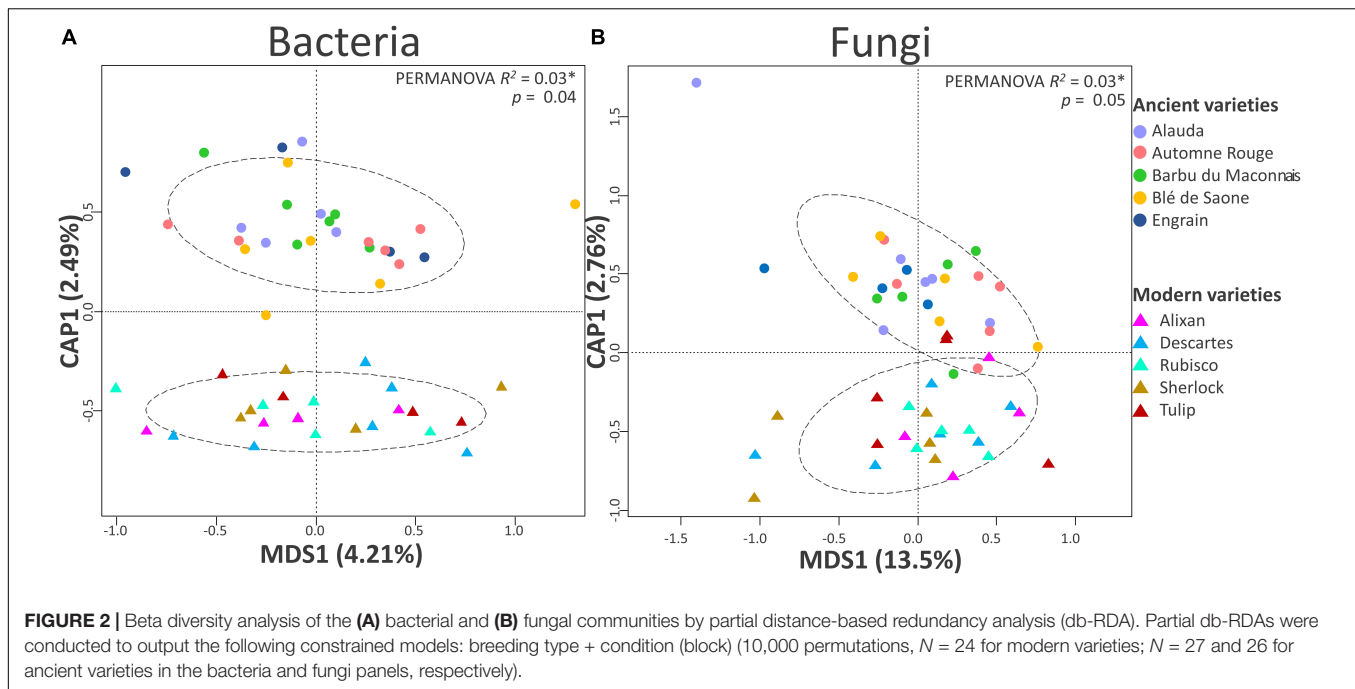 A
Bacteria
PERMANOVA R² = 0.03*
p = 0.04
CAP1 (2.49%)
0.5
0.0
-0.5
-1.0
-0.5
0.0
0.5
1.0
MDS1 (4.21%)
B
Fungi
PERMANOVA R² = 0.03*
p = 0.05
CAP1 (2.76%)
1.5
1.0
0.5
0.0
-0.5
-1.0
-1.5
-1.0
-0.5
0.0
0.5
1.0
MDS1 (13.5%)
Ancient varieties
Alauda
Automne Rouge
Barbu du Maconnais
Blé de Saone
Engrain
Modern varieties
Alixan
Descartes
Rubisco
Sherlock
Tulip
FIGURE 2 | Beta diversity analysis of the (A) bacterial and (B) fungal communities by partial distance-based redundancy analysis (db-RDA). Partial db-RDAs were
conducted to output the following constrained models: breeding type + condition (block) (10,000 permutations, N = 24 for modern varieties; N = 27 and 26 for
ancient varieties in the bacteria and fungi panels, respectively).